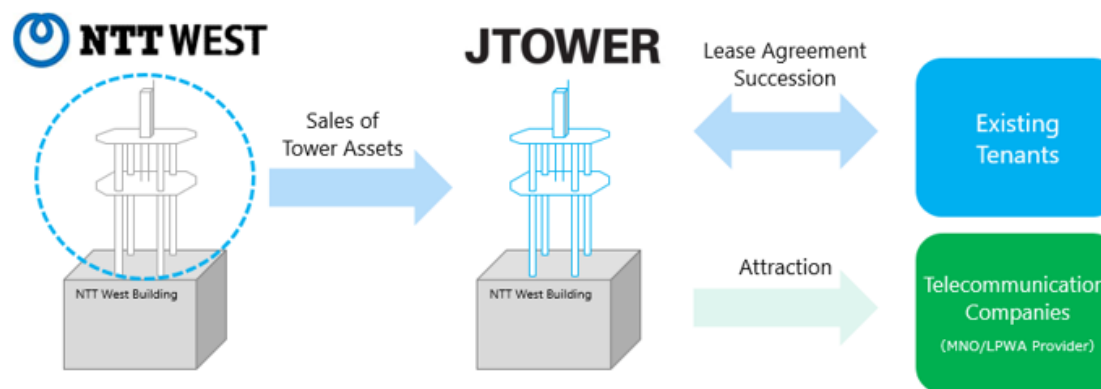 NTT WEST
JTOWER
Lease Agreement
Succession
Sales of
Tower Assets
Existing
Tenants
Attraction
NTT West Building
NTT West Building
Telecommunication
Companies
(MNO/LPWA Provider)